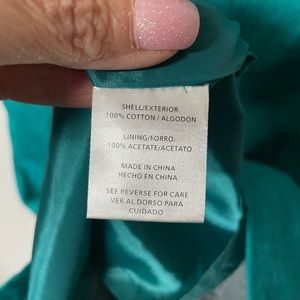 SHELL/EXTERIOR:
100% COTTON / ALGODON
LINING/FORRO:
100% ACETATE/ACETATO
MADE IN CHINA
HECHO EN CHINA
SEE REVERSE FOR CARE
VER AL DORSO PARA
CUIDADO